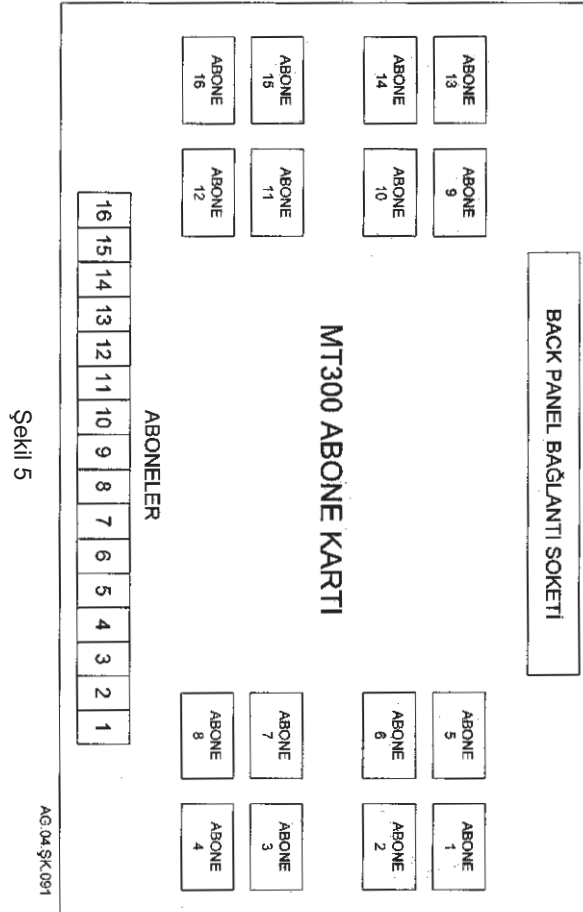 BACK PANEL BAĞLANTI SOKETİ
ABONE
13
ABONE
9
ABONE
5
ABONE
1
ABONE
14
ABONE
10
ABONE
6
ABONE
2
MT300 ABONE KARTI
ABONE
15
ABONE
11
ABONE
7
ABONE
3
ABONE
16
ABONE
12
ABONE
8
ABONE
4
ABONELER
16 15 14 13 12 11 10 9 8 7 6 5 4 3 2 1
AG.04.ŞK.091
Şekil 5